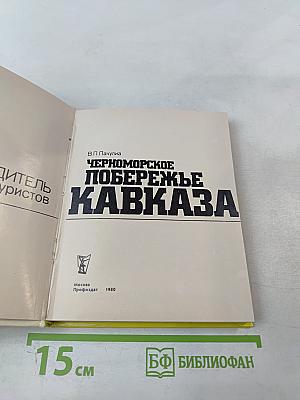 ДИТЕЛЬ
уристов
В.П.Пачулиа
ЧЕРНОМОРСКОЕ
ПОБЕРЕЖЬЕ
КАВКАЗА
Москва
Профиздат 1980
15 см
БФ БИБЛИОФАН